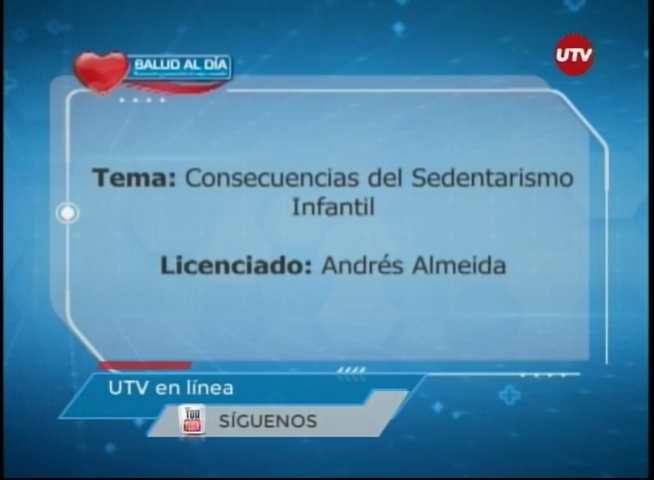 SALUD AL DÍA
UTV
Tema: Consecuencias del Sedentarismo
Infantil
Licenciado: Andrés Almeida
UTV en línea
You
Tube
SÍGUENOS